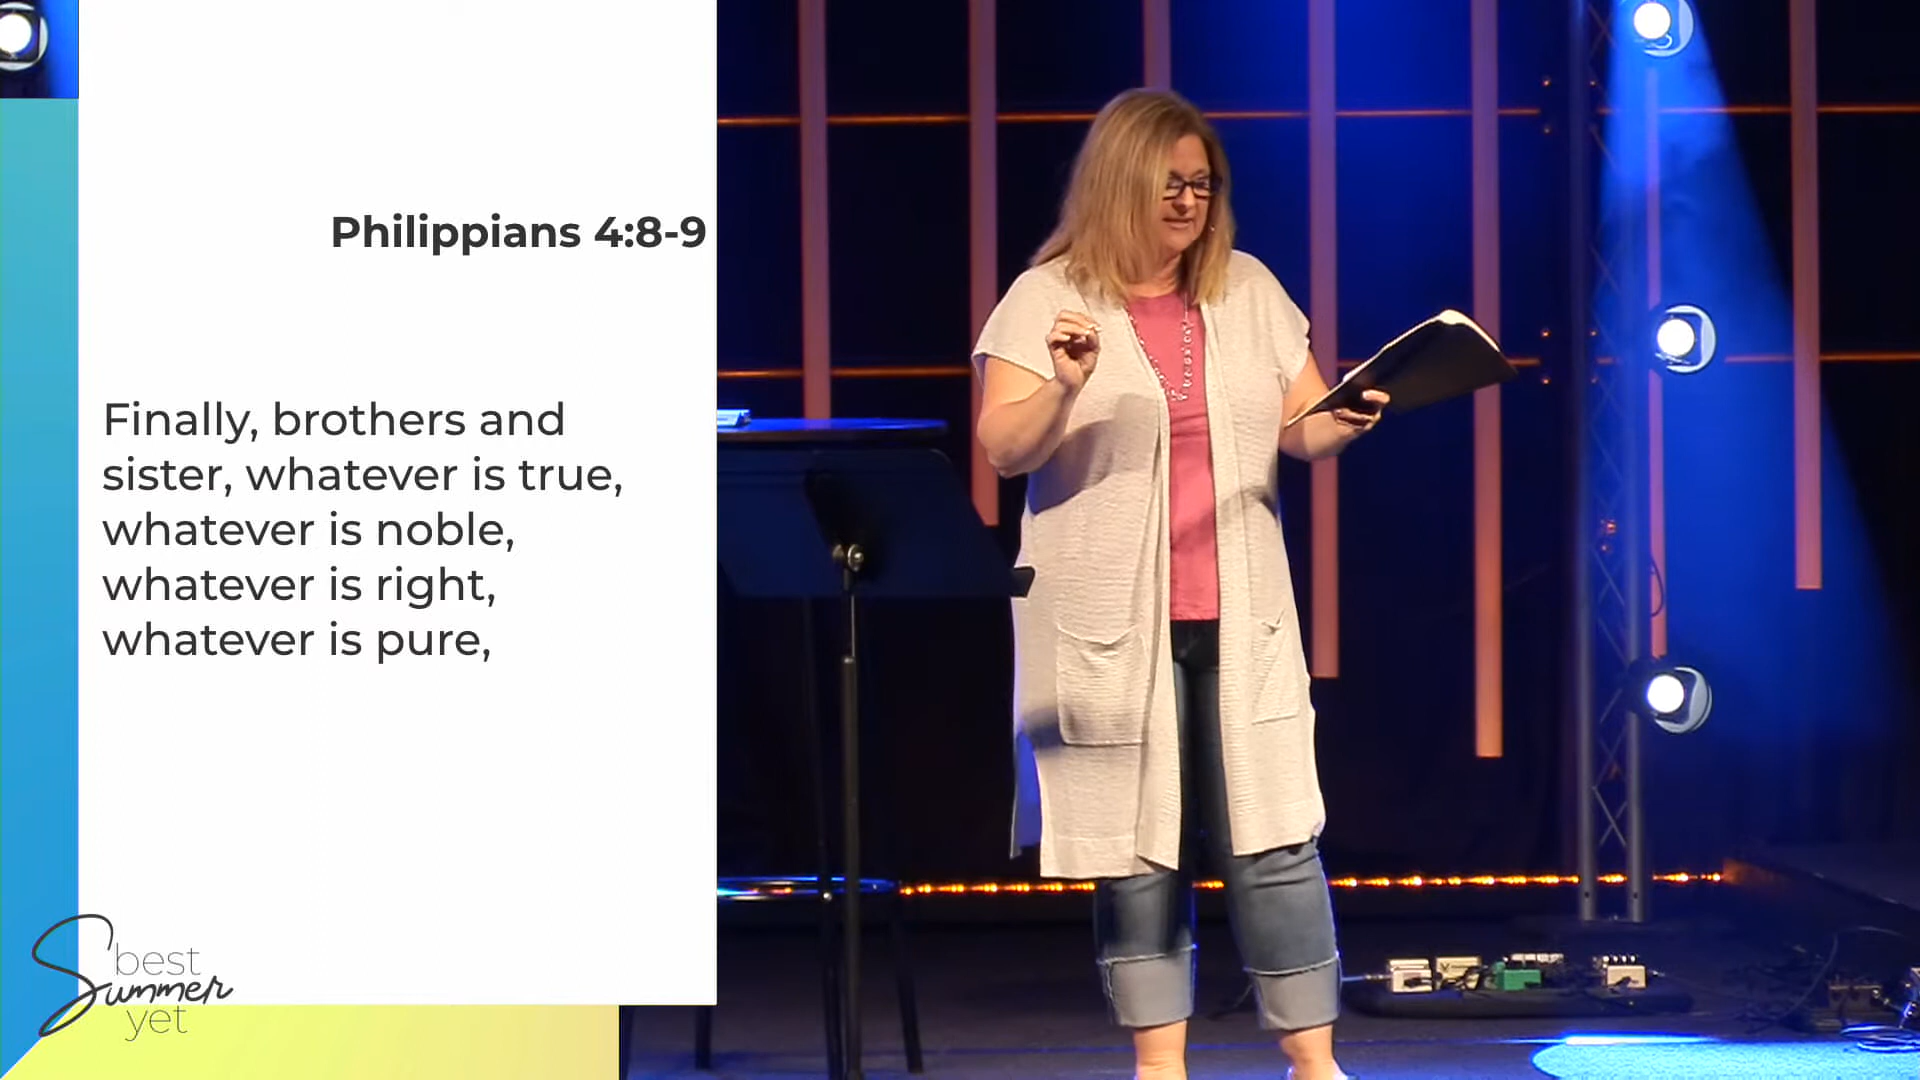 Philippians 4:8-9
Finally, brothers and
sister, whatever is true,
whatever is noble,
whatever is right,
whatever is pure,
best
Summer
yet